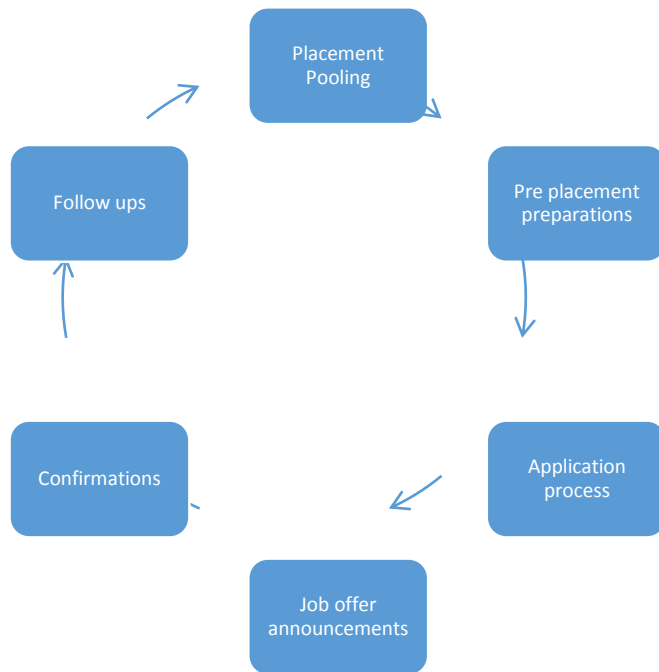 Placement
Pooling
Pre placement
preparations
Application
process
Job offer
announcements
Confirmations
Follow ups